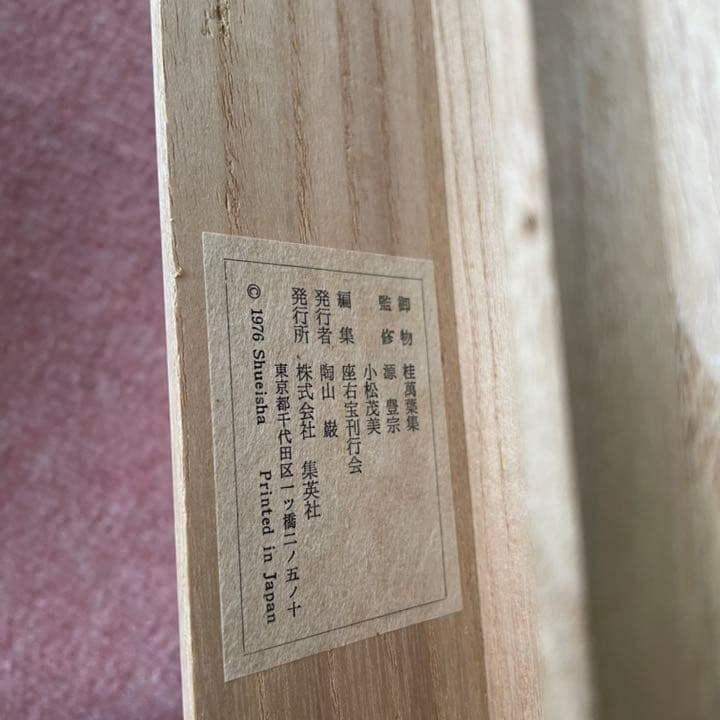 御物 桂萬葉集
監修 源 豊宗
小松茂美
編集 座右宝刊行会
発行者 陶山 巌
発行所 株式会社 集英社
東京都千代田区一ツ橋二ノ五ノ十
© 1976 Shueisha Printed in Japan